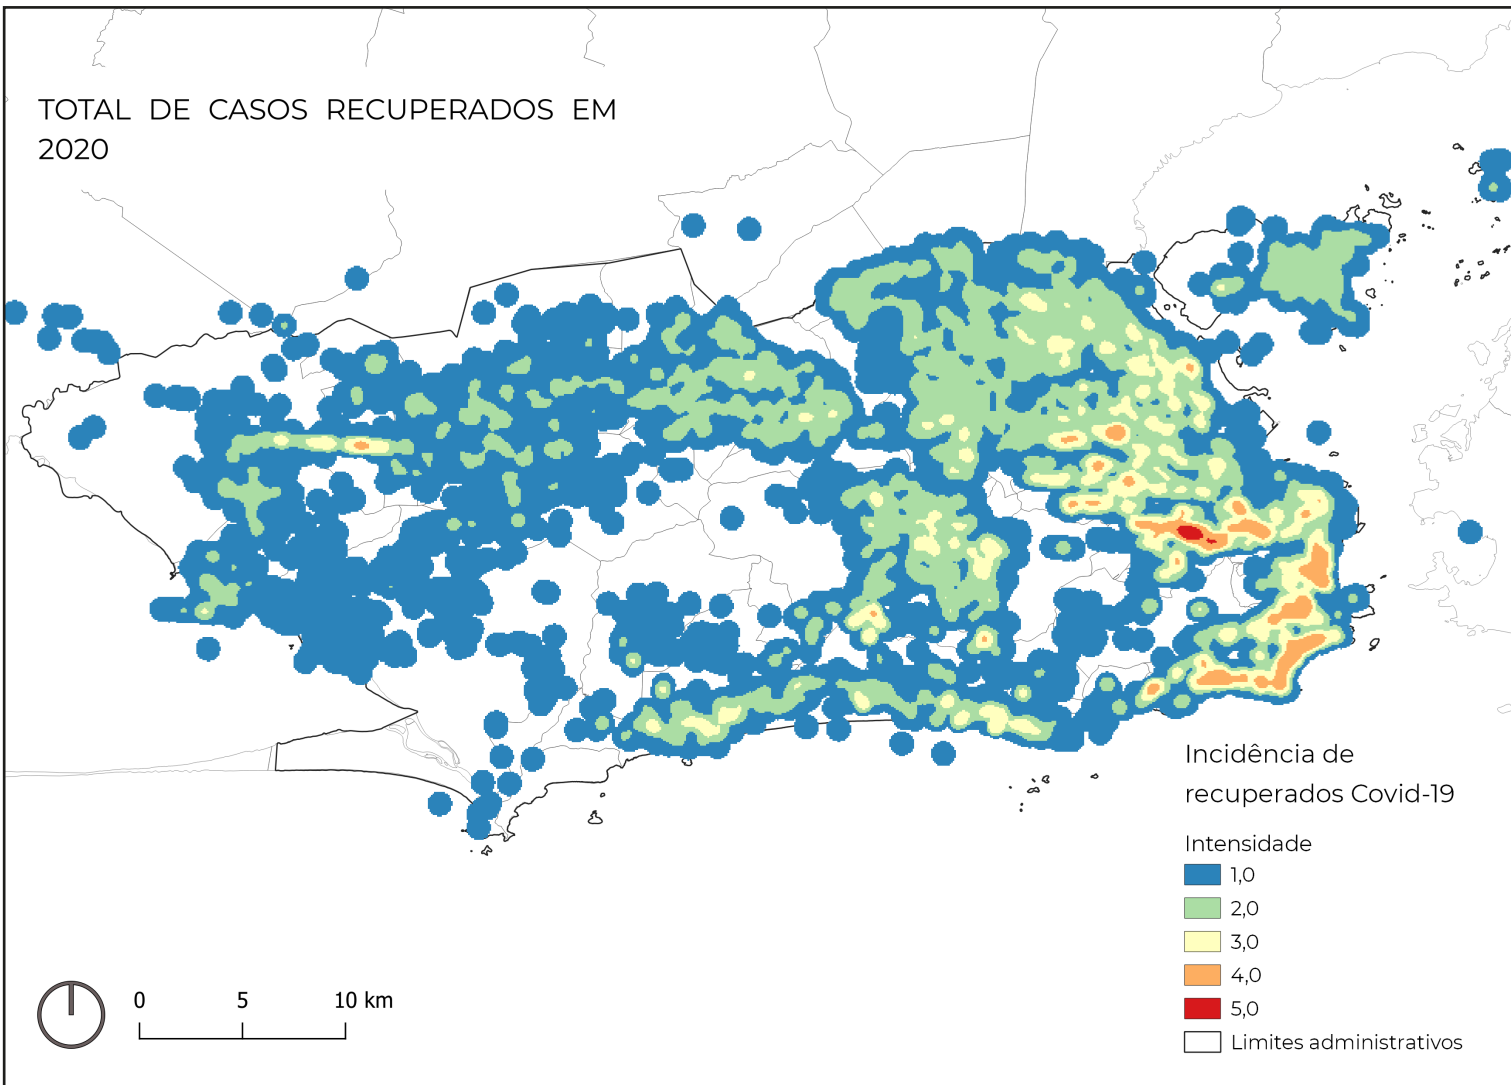 TOTAL DE CASOS RECUPERADOS EM
2020
Incidência de
recuperados Covid-19
Intensidade
1,0
2,0
3,0
4,0
5,0
Limites administrativos
0 5 10 km